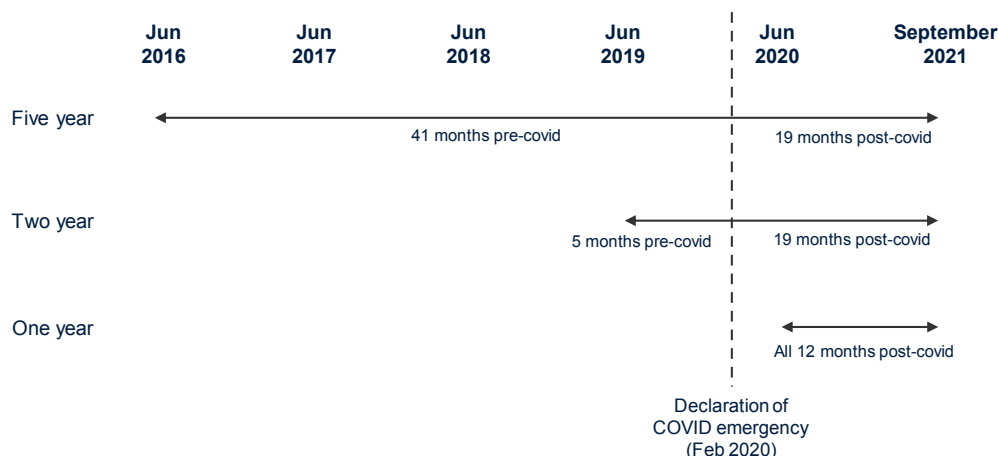 Jun Jun Jun Jun Jun September
2016 2017 2018 2019 2020 2021
Five year
41 months pre-covid 19 months post-covid
Two year
5 months pre-covid 19 months post-covid
One year
All 12 months post-covid
Declaration of
COVID emergency
(Feb 2020)